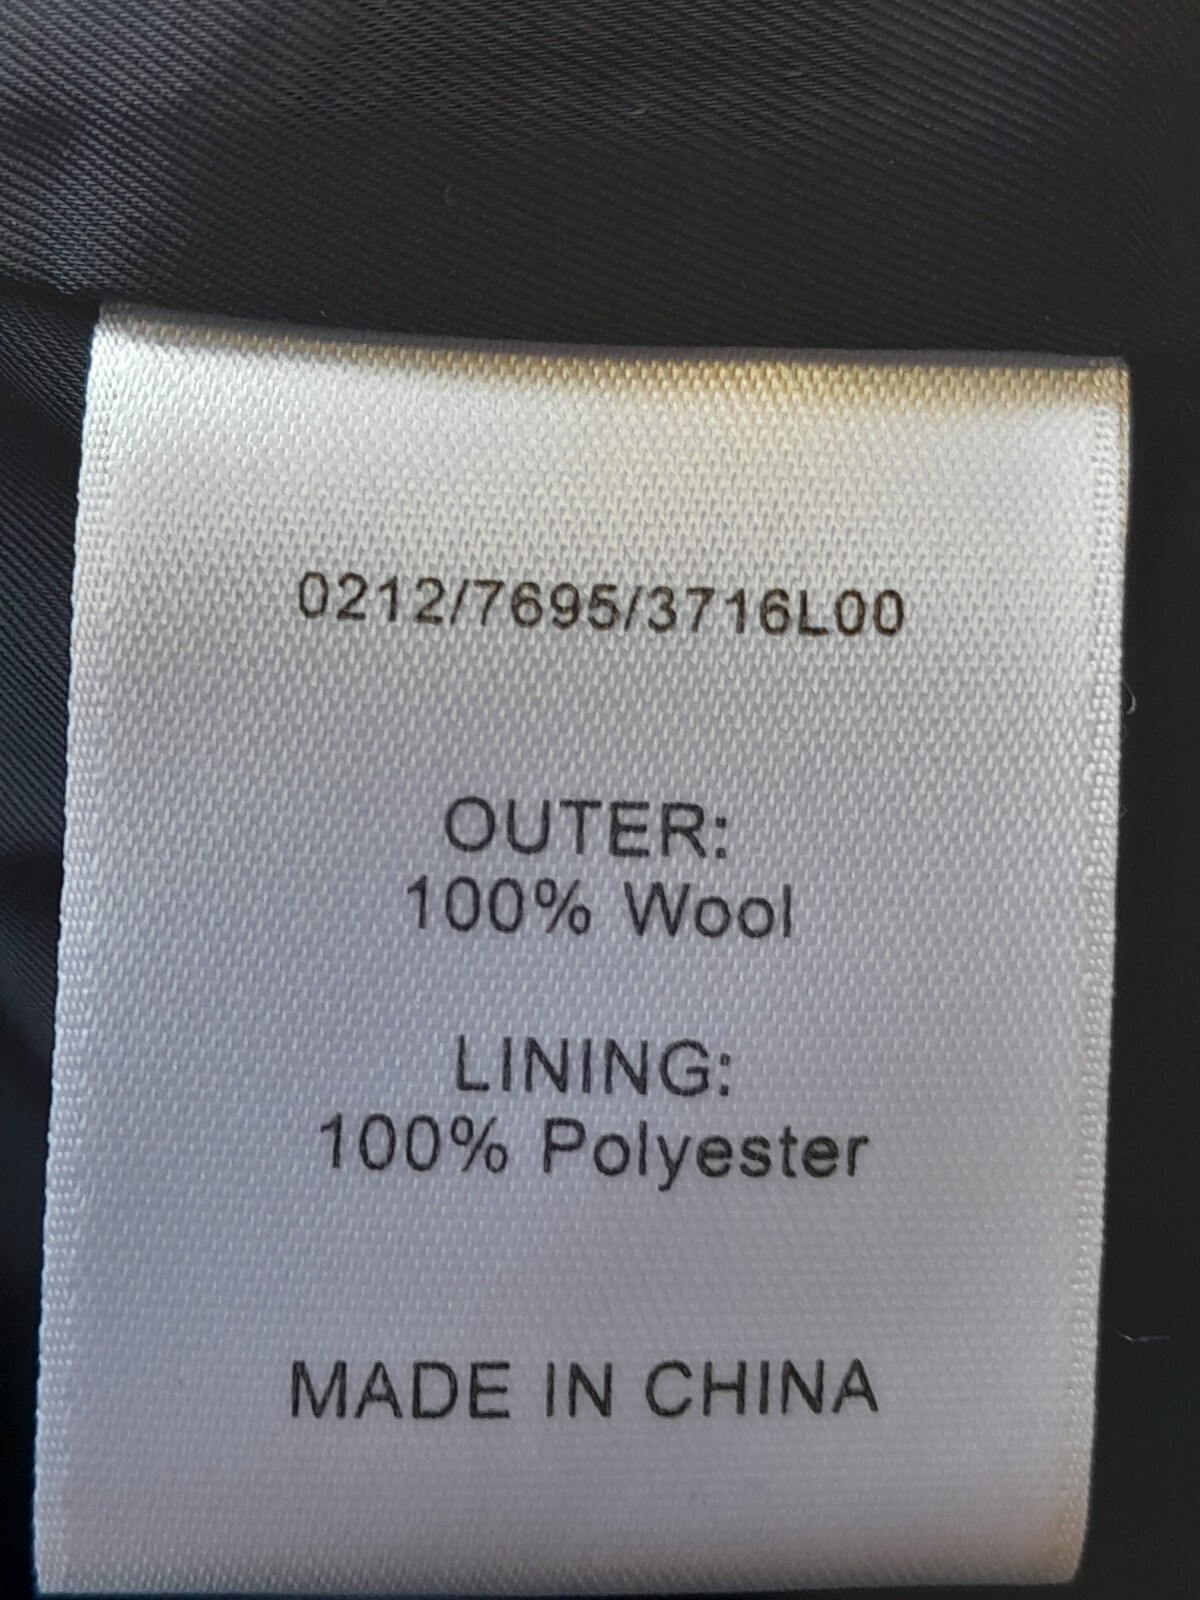 0212/7695/3716L00
OUTER:
100% Wool
LINING:
100% Polyester
MADE IN CHINA